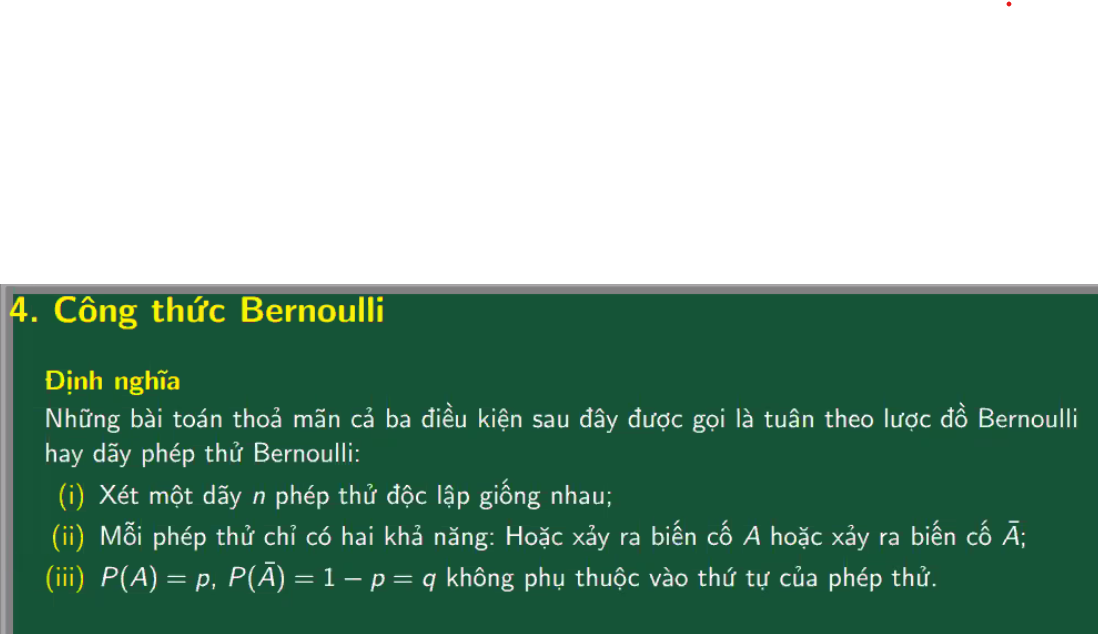 4. Công thức Bernoulli
Định nghĩa
Những bài toán thoả mãn cả ba điều kiện sau đây được gọi là tuân theo lược đồ Bernoulli
hay dãy phép thử Bernoulli:
(i) Xét một dãy n phép thử độc lập giống nhau;
(ii) Mỗi phép thử chỉ có hai khả năng: Hoặc xảy ra biến cố A hoặc xảy ra biến cố Ā;
(iii) P(A) = p, P(Ā) = 1 − p = q không phụ thuộc vào thứ tự của phép thử.